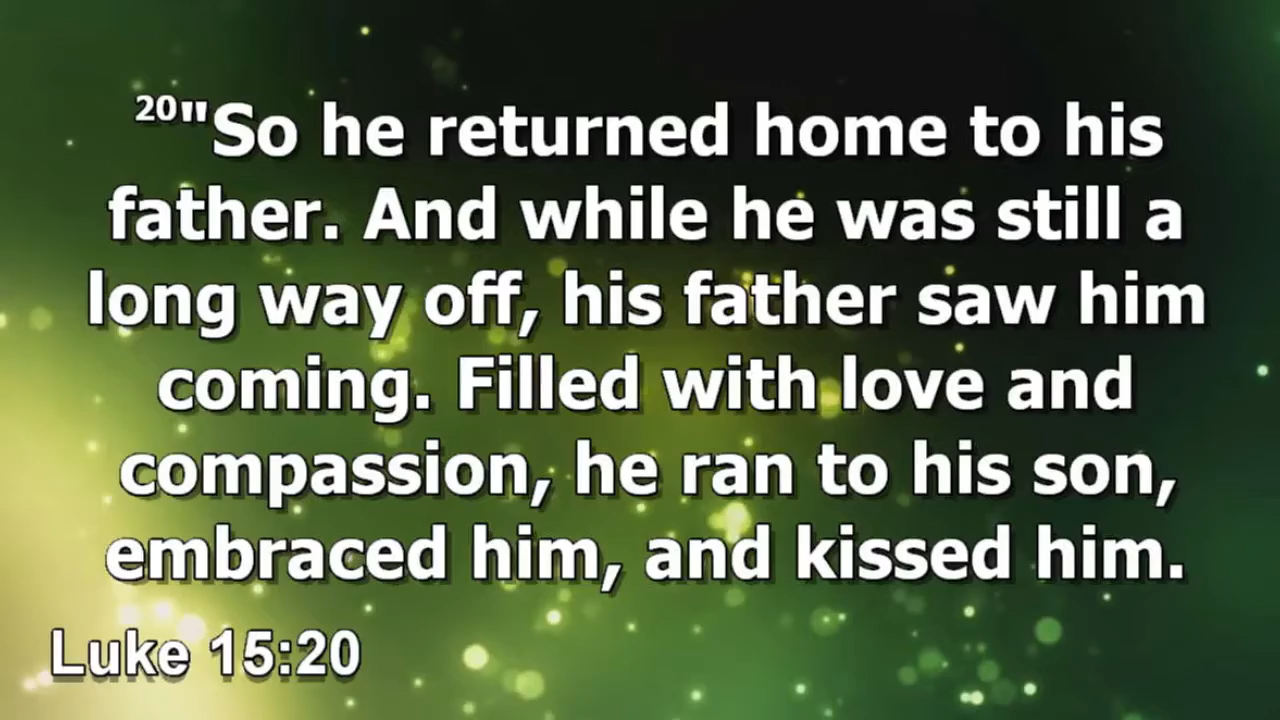 20"So he returned home to his
father. And while he was still a
long way off, his father saw him
coming. Filled with love and
compassion, he ran to his son,
embraced him, and kissed him.
Luke 15:20